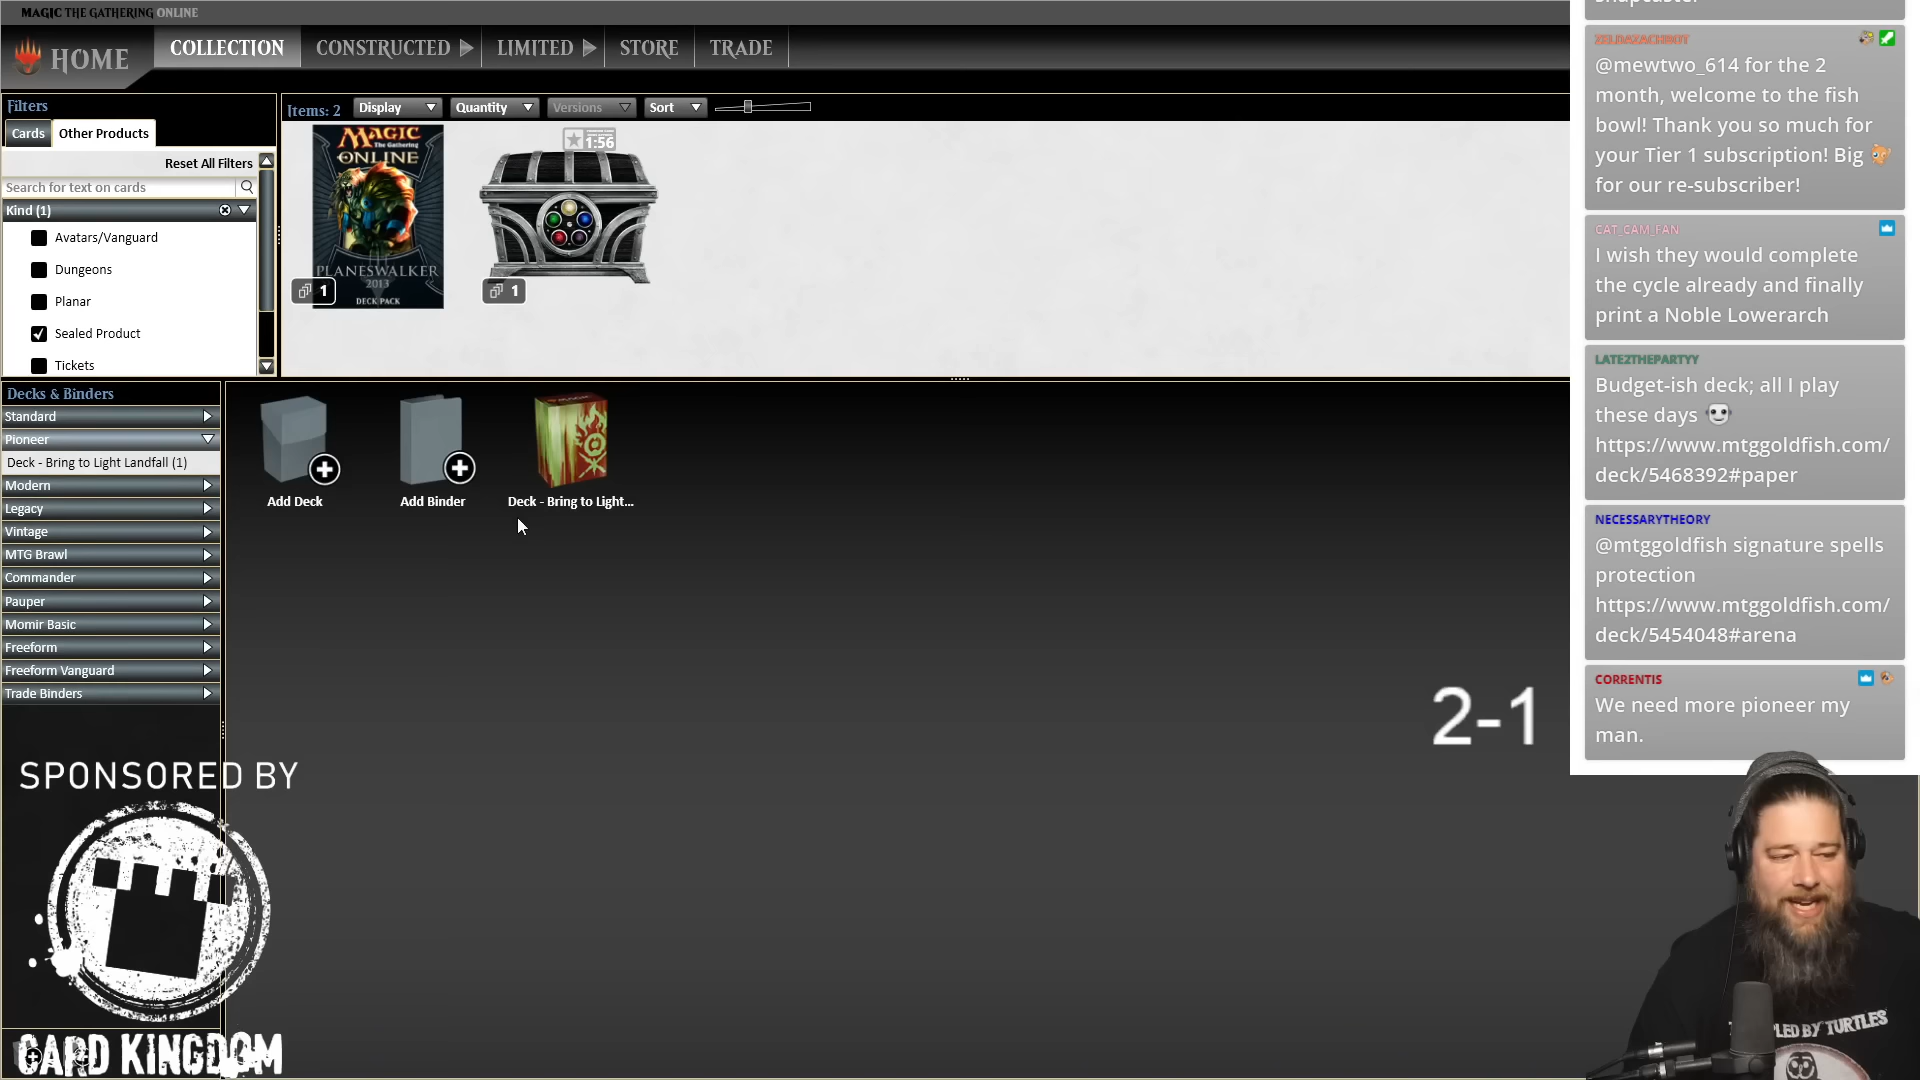 MAGIC THE GATHERING ONLINE
HOME
COLLECTION
CONSTRUCTED
LIMITED
STORE
TRADE
Filters
Cards
Other Products
Reset All Filters
Search for text on cards
Kind (1)
Avatars/Vanguard
Dungeons
Planar
Sealed Product
Tickets
Items: 2
Display
Quantity
Versions
Sort
MAGIC
The Gathering
ONLINE
PLANESWALKER
2013
DECK PACK
1
1:56
1
Decks & Binders
Standard
Pioneer
Deck - Bring to Light Landfall (1)
Modern
Legacy
Vintage
MTG Brawl
Commander
Pauper
Momir Basic
Freeform
Freeform Vanguard
Trade Binders
Add Deck
Add Binder
Deck - Bring to Light...
2-1
SPONSORED BY
CARD KINGDOM
ZELDAZACHBOT
@mewtwo_614 for the 2
month, welcome to the fish
bowl! Thank you so much for
your Tier 1 subscription! Big
for our re-subscriber!
CAT_CAM_FAN
I wish they would complete
the cycle already and finally
print a Noble Lowerarch
LATE2THEPARTYY
Budget-ish deck; all I play
these days
https://www.mtggoldfish.com/
deck/5468392#paper
NECESSARYTHEORY
@mtggoldfish signature spells
protection
https://www.mtggoldfish.com/
deck/5454048#arena
CORRENTIS
We need more pioneer my
man.
BY TURTLES